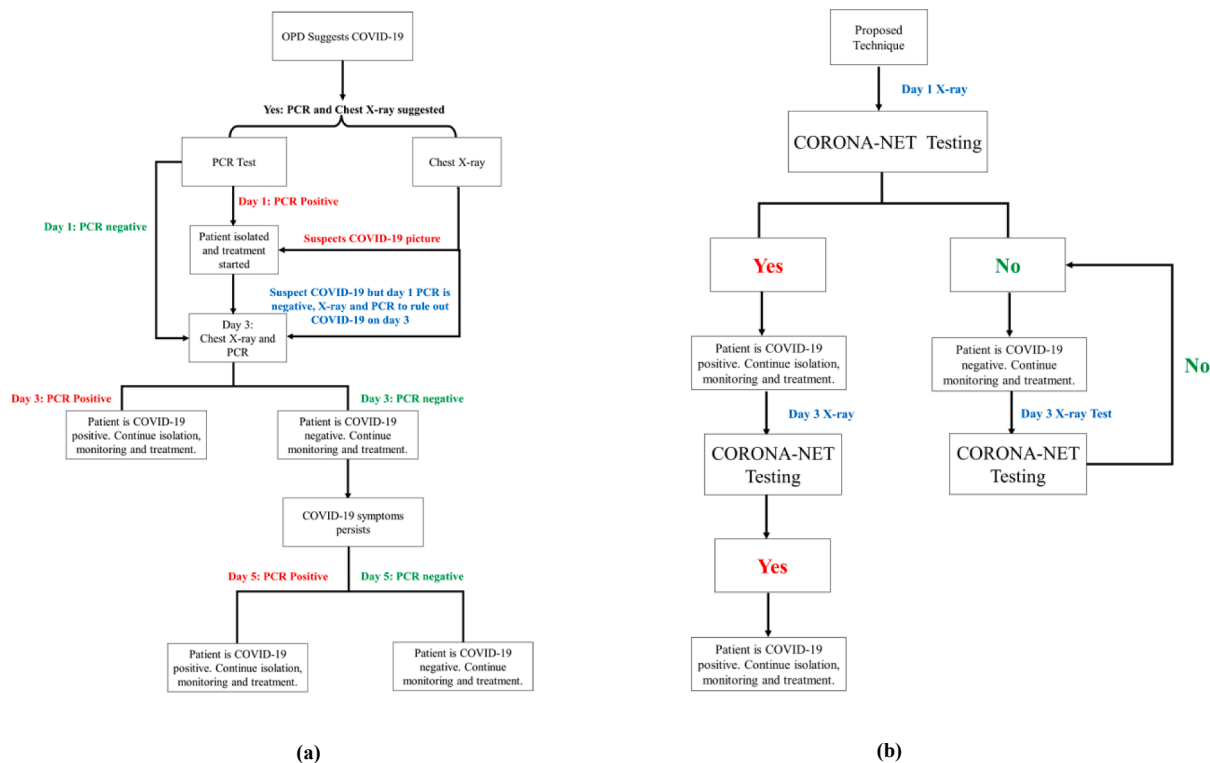 OPD Suggests COVID-19
Yes: PCR and Chest X-ray suggested
PCR Test
Chest X-ray
Day 1: PCR Positive
Day 1: PCR negative
Patient isolated
and treatment
started
Suspects COVID-19 picture
Suspect COVID-19 but day 1 PCR is
negative, X-ray and PCR to rule out
COVID-19 on day 3
Day 3:
Chest X-ray and
PCR
Day 3: PCR Positive
Day 3: PCR negative
Patient is COVID-19
positive. Continue isolation,
monitoring and treatment.
Patient is COVID-19
negative. Continue
monitoring and treatment.
COVID-19 symptoms
persists
Day 5: PCR Positive
Day 5: PCR negative
Patient is COVID-19
positive. Continue isolation,
monitoring and treatment.
Patient is COVID-19
negative. Continue
monitoring and treatment.
(a)
Proposed
Technique
Day 1 X-ray
CORONA-NET Testing
Yes
No
Patient is COVID-19
positive. Continue isolation,
monitoring and treatment.
Patient is COVID-19
negative. Continue
monitoring and treatment.
No
Day 3 X-ray
Day 3 X-ray Test
CORONA-NET
Testing
CORONA-NET
Testing
Yes
Patient is COVID-19
positive. Continue isolation,
monitoring and treatment.
(b)